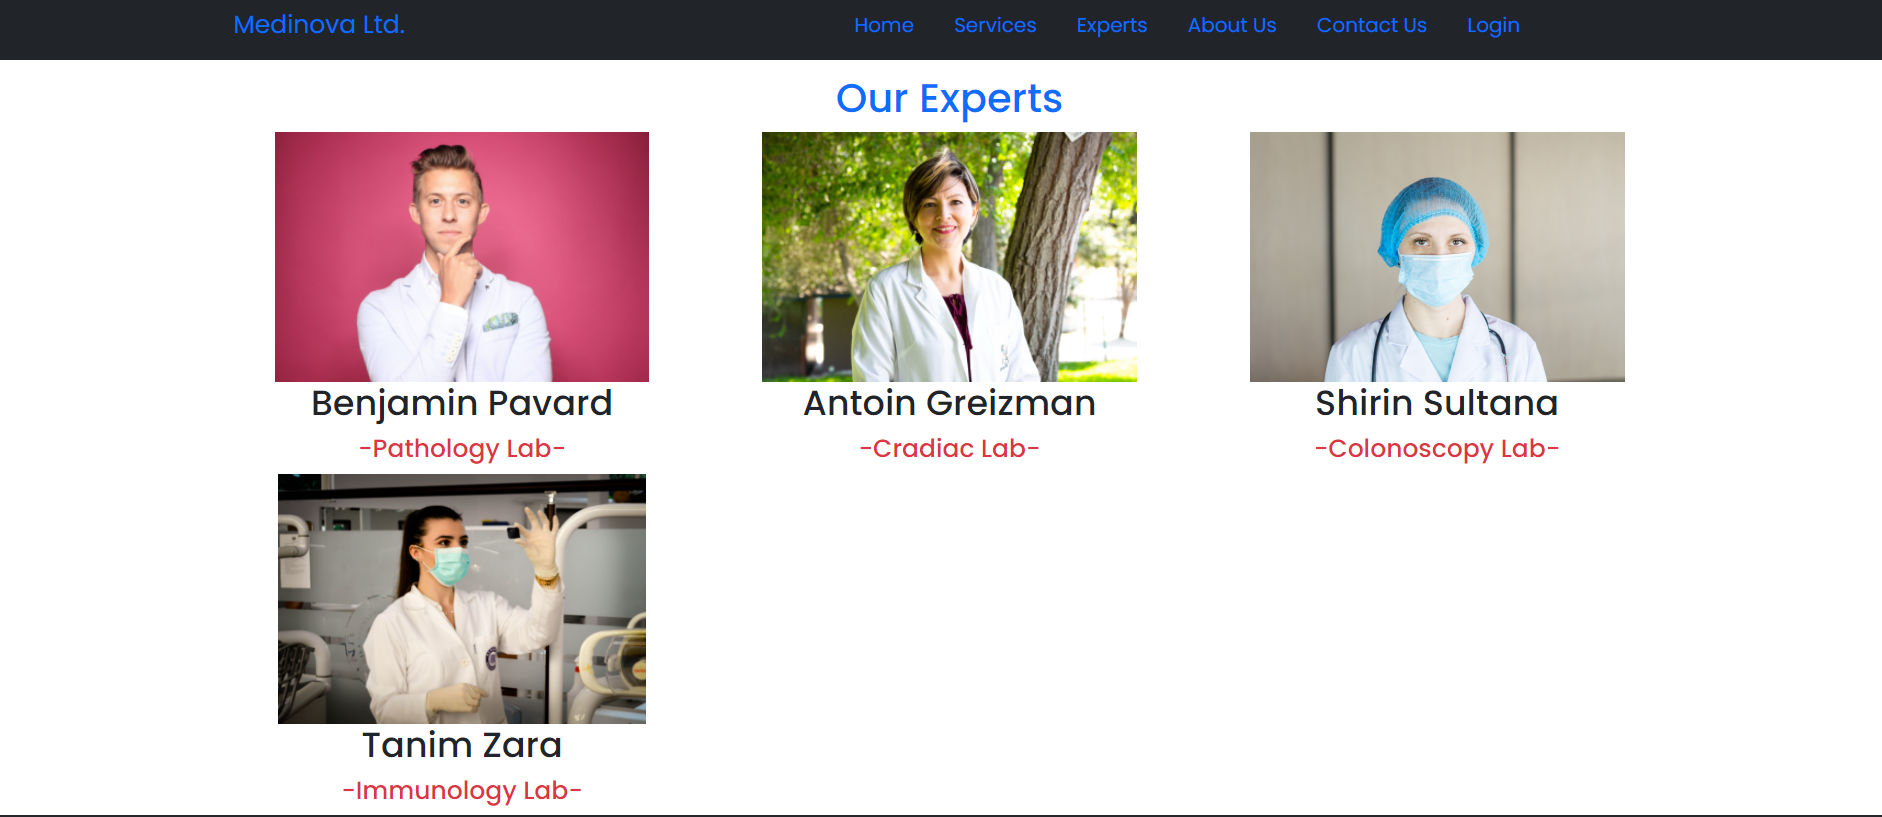 Medinova Ltd.
Home Services Experts About Us Contact Us Login
Our Experts
Benjamin Pavard
Antoin Greizman
Shirin Sultana
-Pathology Lab-
-Cradiac Lab-
-Colonoscopy Lab-
Tanim Zara
-Immunology Lab-